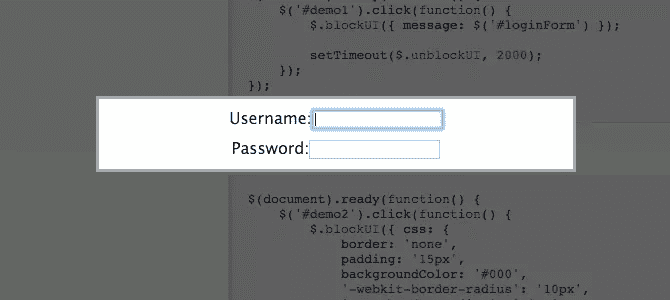 $('#demo1').click(function() {
$.blockUI({ message: $('#loginForm') });
setTimeout($.unblockUI, 2000);
});
});
Username:
Password:
$(document).ready(function() {
$('#demo2').click(function() {
$.blockUI({ css: {
border: 'none',
padding: '15px',
backgroundColor: '#000',
'-webkit-border-radius': '10px',